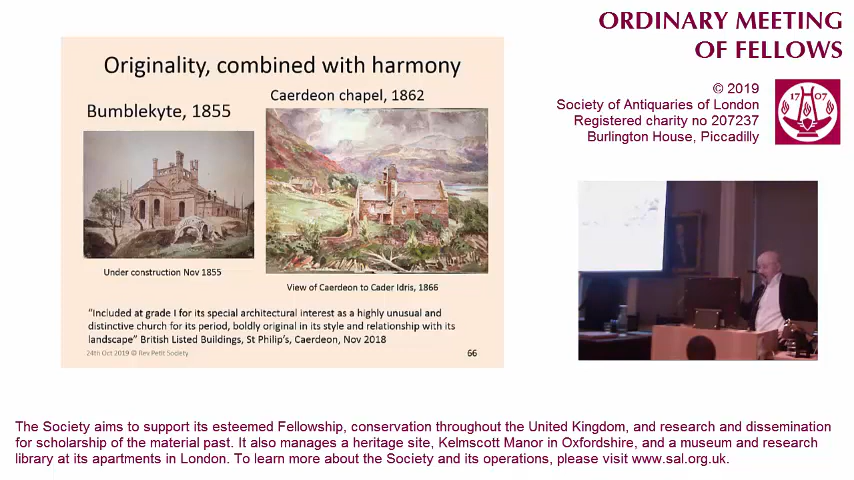 Originality, combined with harmony
Bumblekyte, 1855
Caerdeon chapel, 1862
Under construction Nov 1855
View of Caerdeon to Cader Idris, 1866
"Included at grade I for its special architectural interest as a highly unusual and
distinctive church for its period, boldly original in its style and relationship with its
landscape" British Listed Buildings, St Philip's, Caerdeon, Nov 2018
24th Oct 2019 © Rev Petit Society
66
ORDINARY MEETING
OF FELLOWS
© 2019
Society of Antiquaries of London
Registered charity no 207237
Burlington House, Piccadilly
1707
The Society aims to support its esteemed Fellowship, conservation throughout the United Kingdom, and research and dissemination
for scholarship of the material past. It also manages a heritage site, Kelmscott Manor in Oxfordshire, and a museum and research
library at its apartments in London. To learn more about the Society and its operations, please visit www.sal.org.uk.